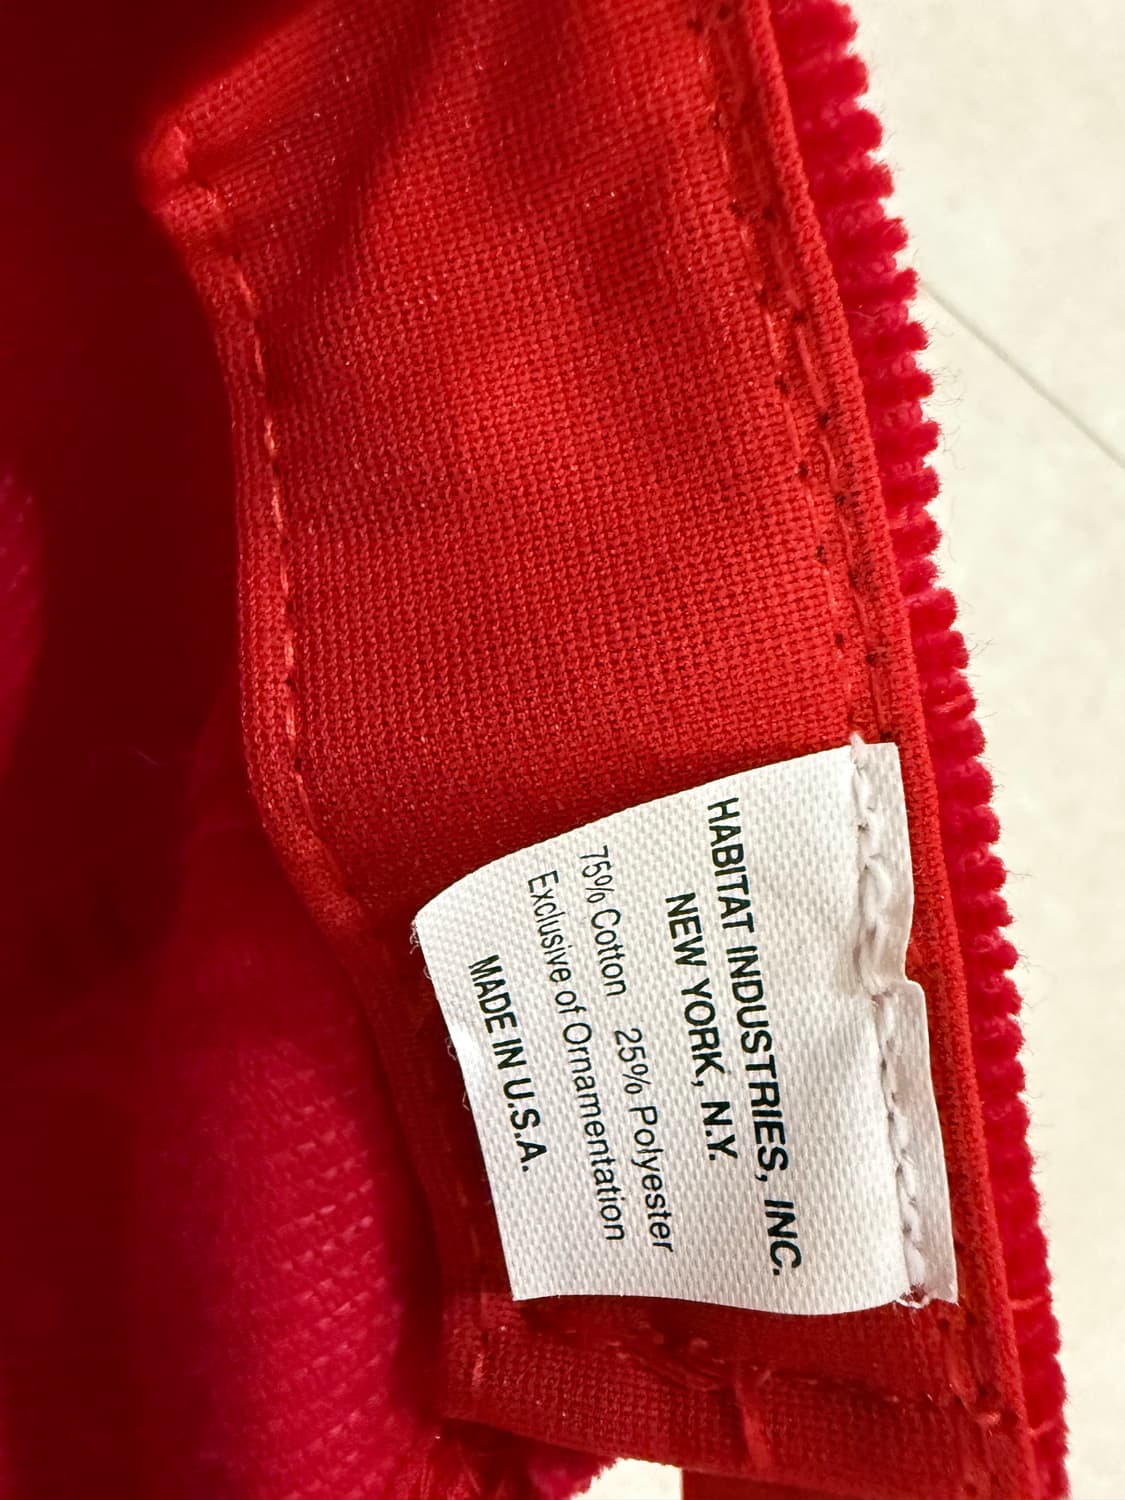 HABITAT INDUSTRIES, INC.
NEW YORK, N.Y.
75% Cotton 25% Polyester
Exclusive of Ornamentation
MADE IN U.S.A.